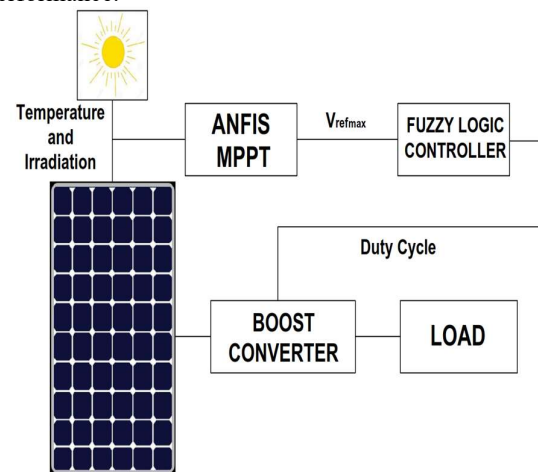 Temperature
and
Irradiation
ANFIS
MPPT
Vrefmax
FUZZY LOGIC
CONTROLLER
Duty Cycle
BOOST
CONVERTER
LOAD